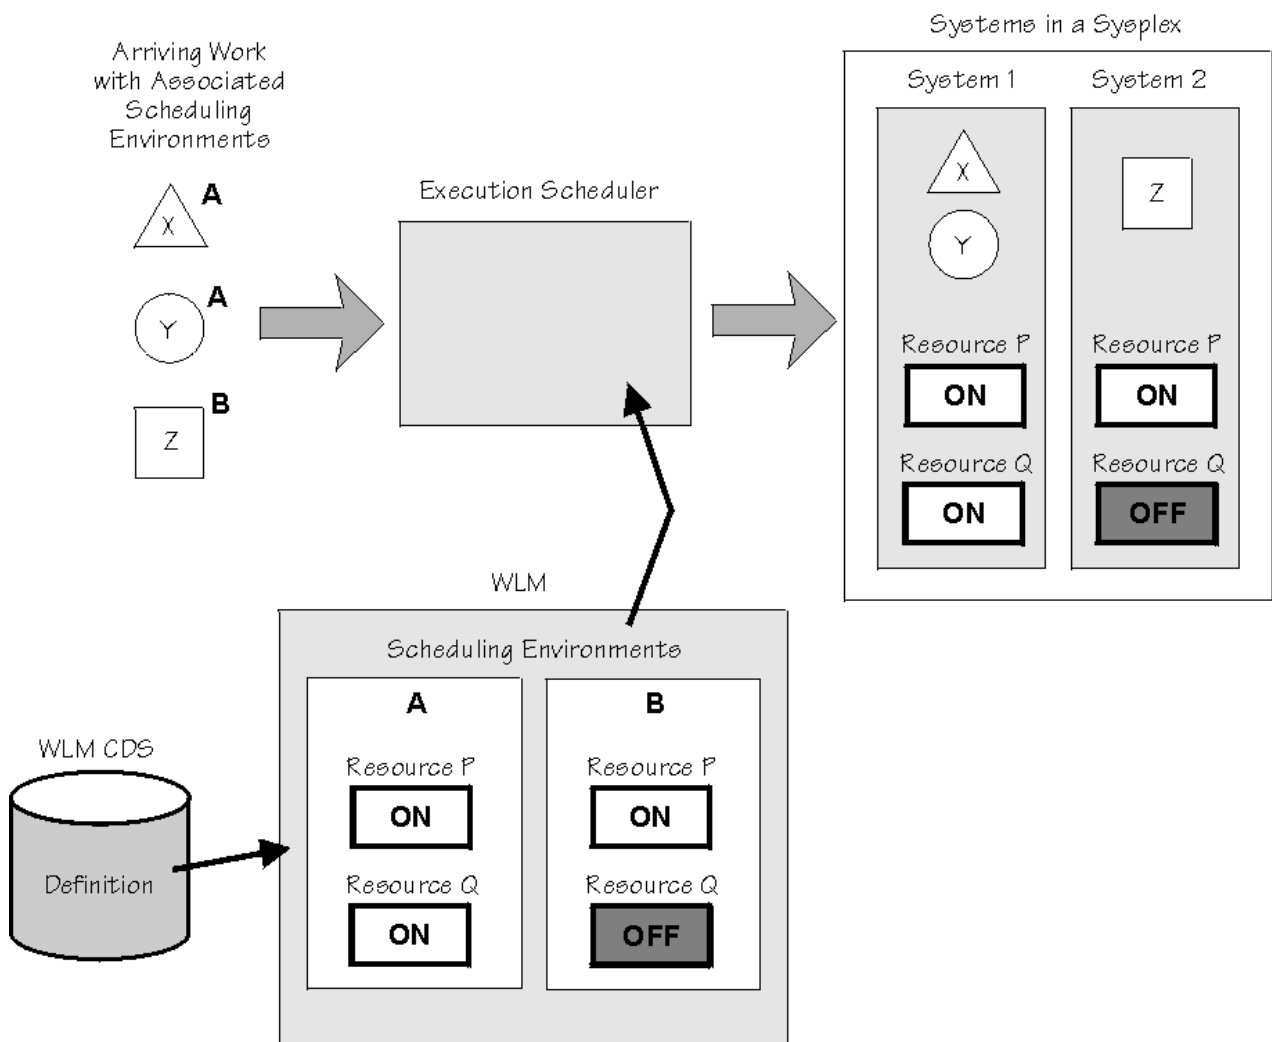 Arriving Work
with Associated
Scheduling
Environments
X
A
Y
A
Z
B
Execution Scheduler
Systems in a Sysplex
System 1
System 2
X
Y
Z
Resource P
Resource P
ON
ON
Resource Q
Resource Q
ON
OFF
WLM
Scheduling Environments
A
B
Resource P
Resource P
ON
ON
Resource Q
Resource Q
ON
OFF
WLM CDS
Definition